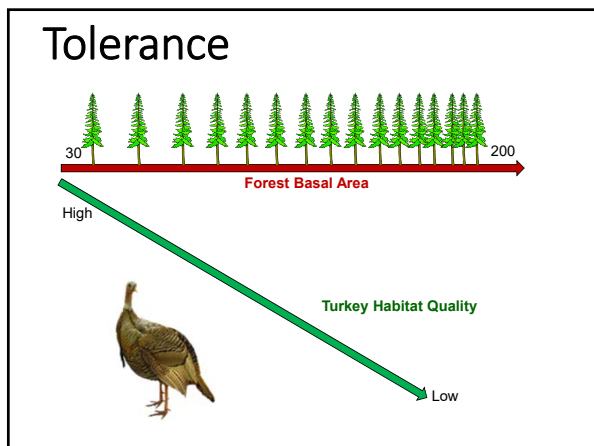 Tolerance
30
200
Forest Basal Area
High
Turkey Habitat Quality
Low